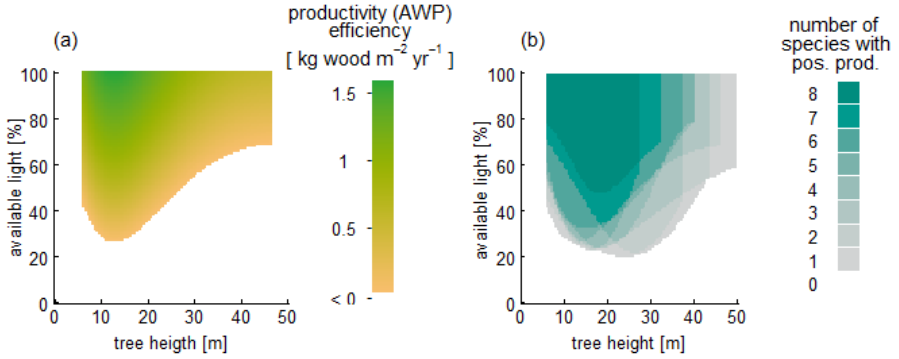 productivity (AWP)
efficiency
[ kg wood m⁻² yr⁻¹ ]
(a)
available light [%]
100
80
60
40
20
0
0 10 20 30 40 50
tree heigth [m]
1.5
1
0.5
< 0
(b)
available light [%]
100
80
60
40
20
0
0 10 20 30 40 50
tree height [m]
number of
species with
pos. prod.
8
7
6
5
4
3
2
1
0